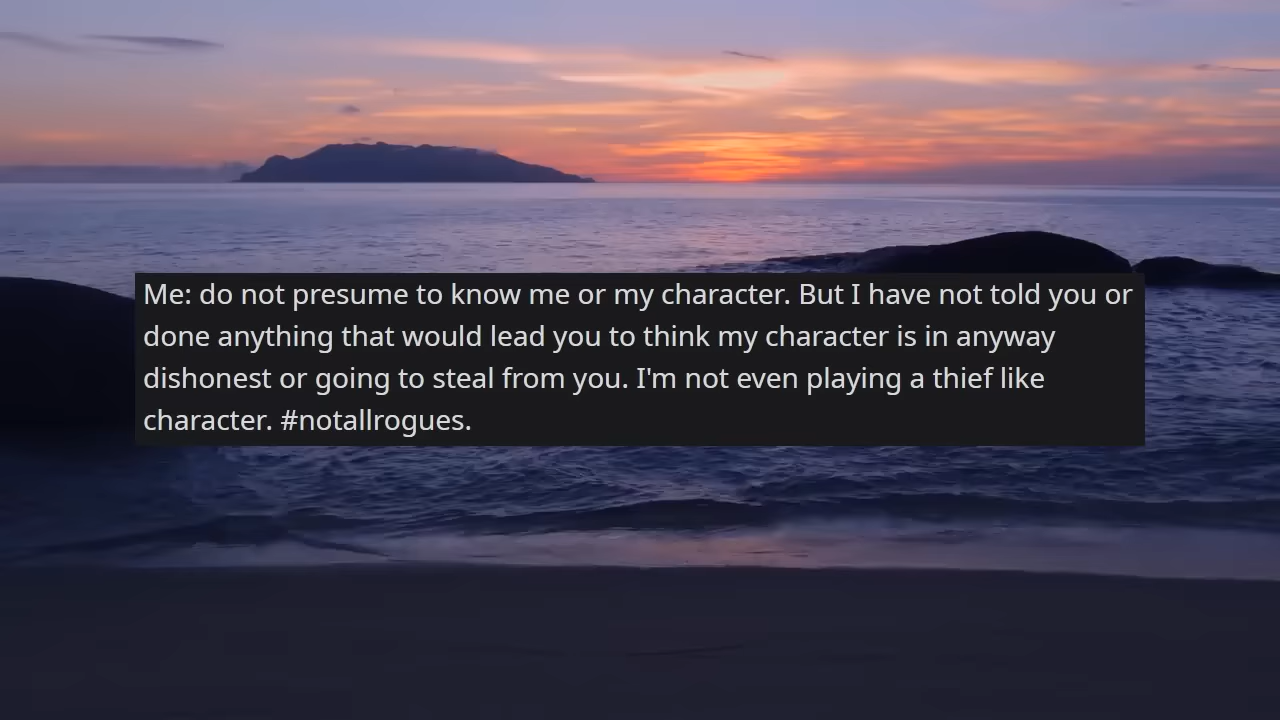 Me: do not presume to know me or my character. But I have not told you or
done anything that would lead you to think my character is in anyway
dishonest or going to steal from you. I'm not even playing a thief like
character. #notallrogues.